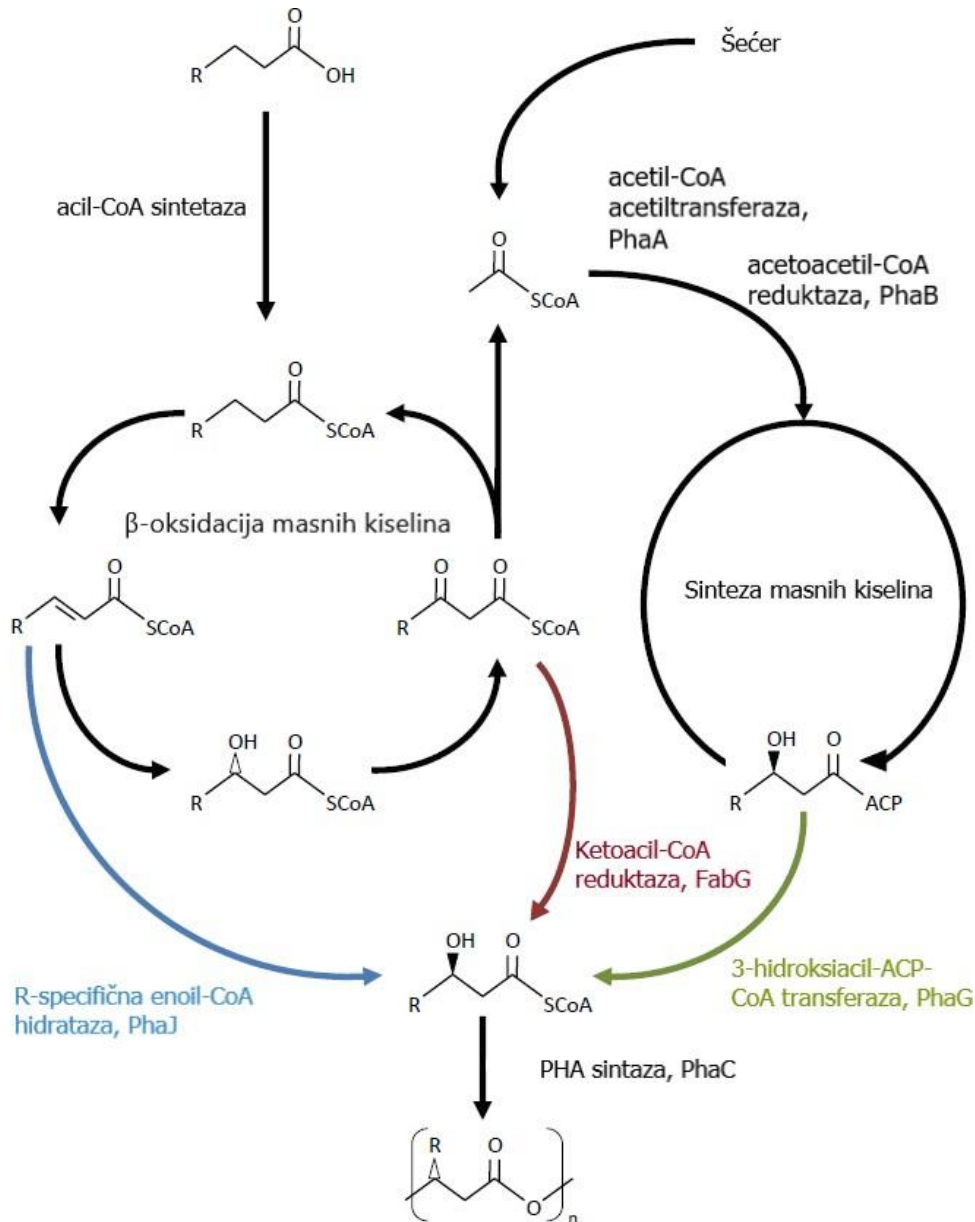 O
R
OH
Šećer
acil-CoA sintetaza
acetil-CoA
acetiltransferaza,
PhaA
O
SCoA
acetoacetil-CoA
reduktaza, PhaB
O
R
SCoA
β-oksidacija masnih kiselina
O
R
SCoA
O O
R
SCoA
Sinteza masnih kiselina
OH O
R
SCoA
OH O
R
ACP
Ketoacil-CoA
reduktaza, FabG
R-specifična enoil-CoA
hidrataza, PhaJ
OH O
R
SCoA
3-hidroksiacil-ACP-
CoA transferaza, PhaG
PHA sintaza, PhaC
R O
O
n